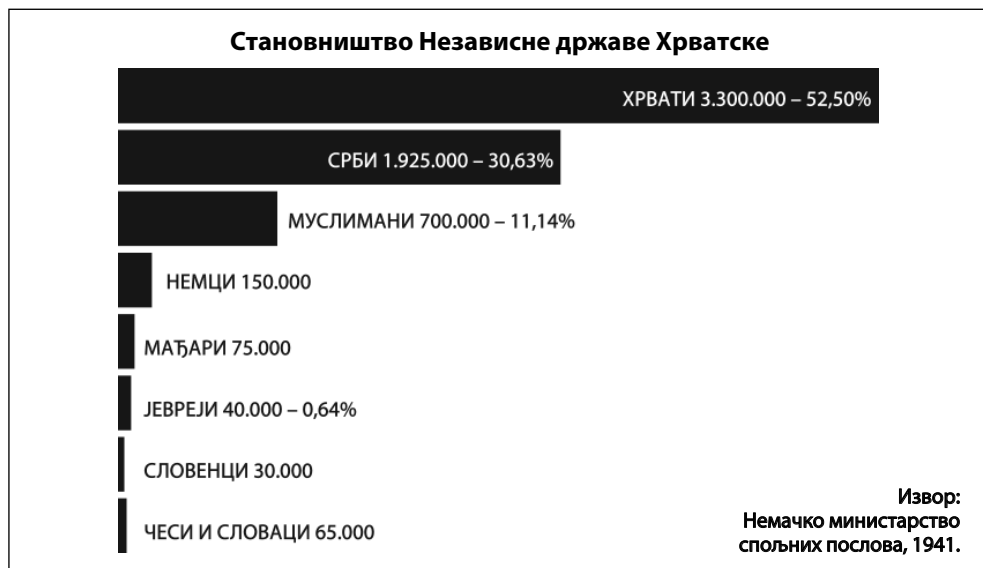 Становништво Независне државе Хрватске
ХРВАТИ 3.300.000 – 52,50%
СРБИ 1.925.000 – 30,63%
МУСЛИМАНИ 700.000 – 11,14%
НЕМЦИ 150.000
МАЂАРИ 75.000
ЈЕВРЕЈИ 40.000 – 0,64%
СЛОВЕНЦИ 30.000
ЧЕСИ И СЛОВАЦИ 65.000
Извор:
Немачко министарство
спољних послова, 1941.